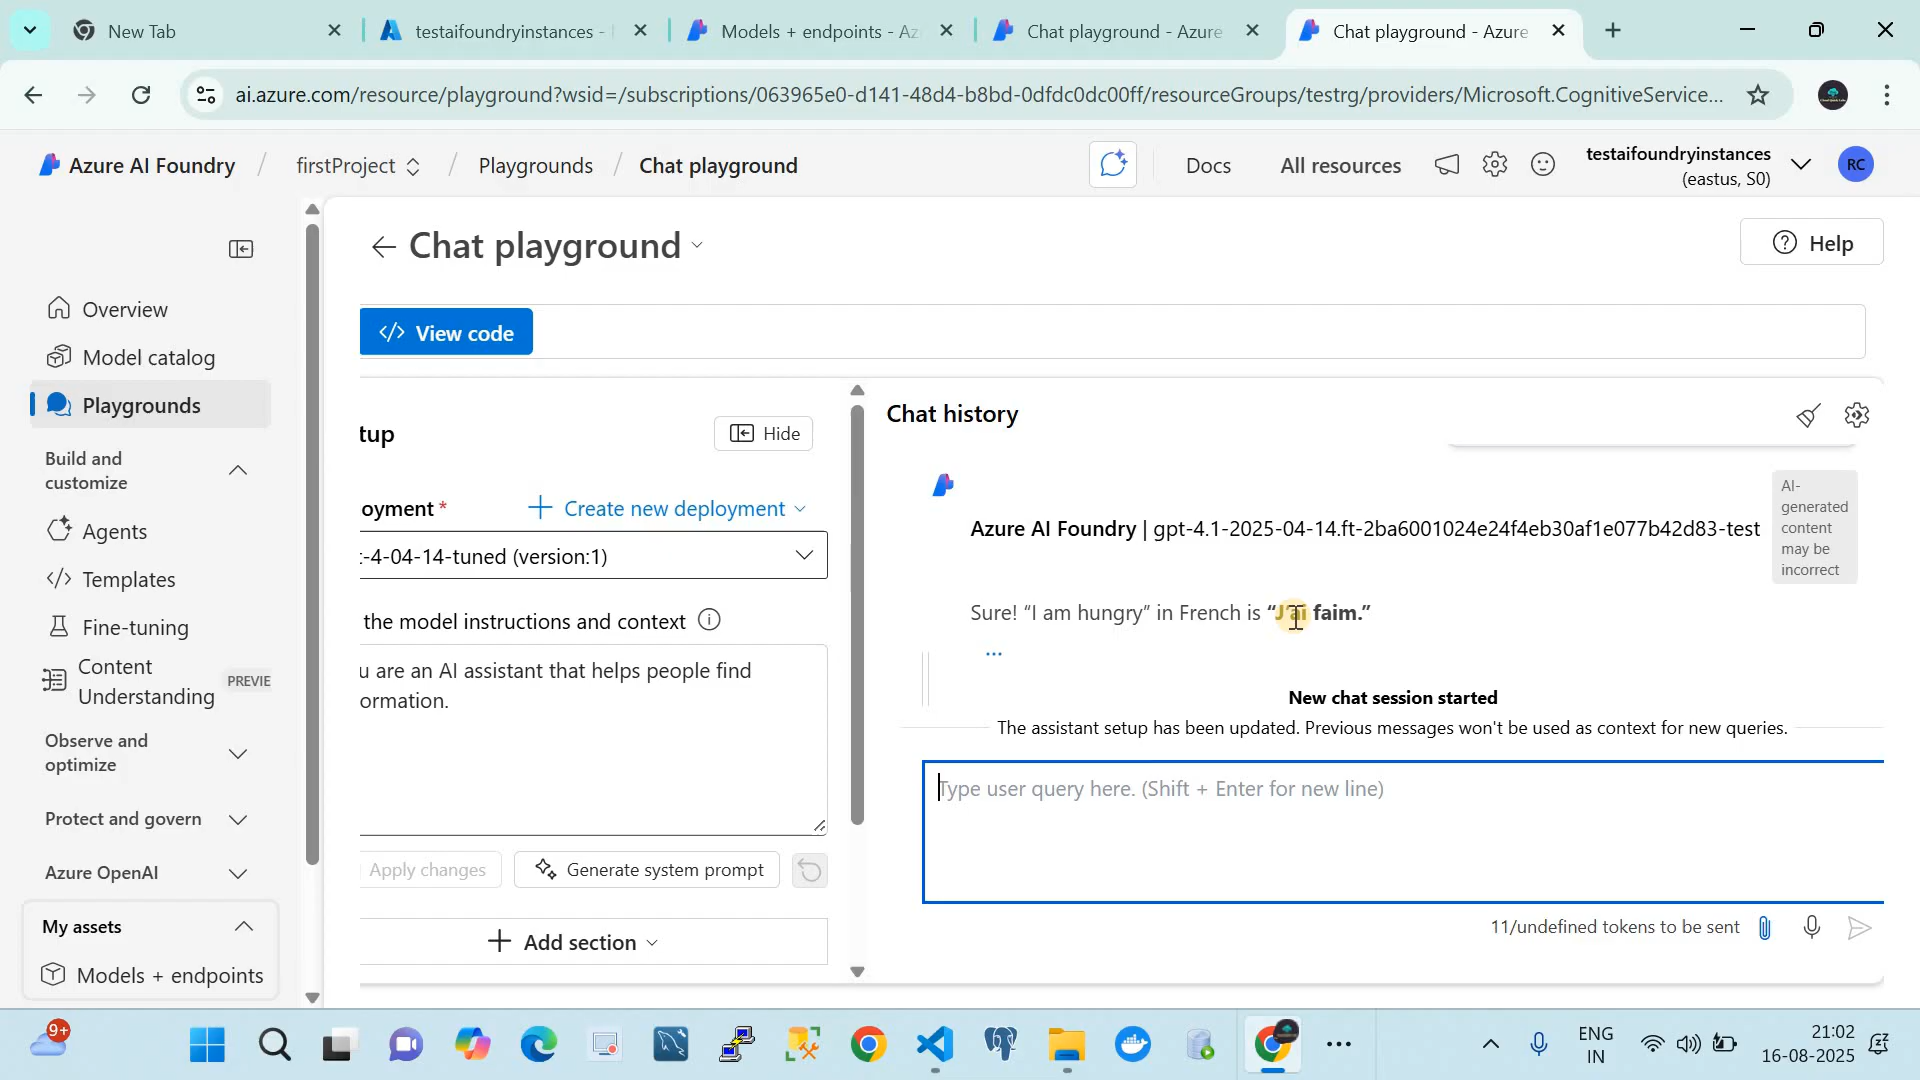 New Tab
testaifoundryinstances -
Models + endpoints - Az
Chat playground - Azure
Chat playground - Azure
ai.azure.com/resource/playground?wsid=/subscriptions/063965e0-d141-48d4-b8bd-0dfdc0dc00ff/resourceGroups/testrg/providers/Microsoft.CognitiveService...
Azure AI Foundry
/
firstProject
/
Playgrounds
/
Chat playground
Docs
All resources
testaifoundryinstances
(eastus, S0)
RC
Overview
Model catalog
Playgrounds
Build and
customize
Agents
Templates
Fine-tuning
Content
Understanding
PREVIE
Observe and
optimize
Protect and govern
Azure OpenAI
My assets
Models + endpoints
Chat playground
Help
View code
tup
Hide
oyment *
Create new deployment
-4-04-14-tuned (version:1)
the model instructions and context
u are an AI assistant that helps people find
ormation.
Apply changes
Generate system prompt
Add section
Chat history
Azure AI Foundry | gpt-4.1-2025-04-14.ft-2ba6001024e24f4eb30af1e077b42d83-test
AI-
generated
content
may be
incorrect
Sure! “I am hungry” in French is “J’ai faim.”
...
New chat session started
The assistant setup has been updated. Previous messages won't be used as context for new queries.
Type user query here. (Shift + Enter for new line)
11/undefined tokens to be sent
9+
ENG
IN
21:02
16-08-2025